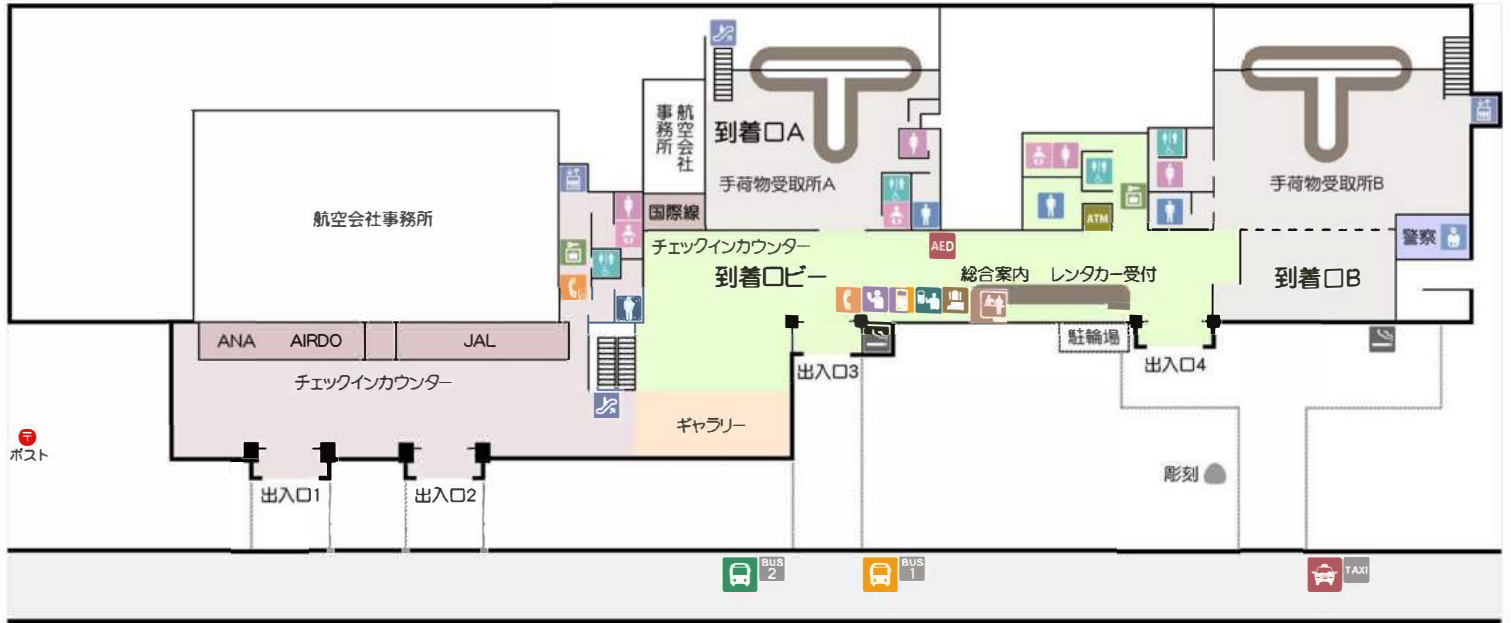 航空会社
事務所
到着口A
手荷物受取所A
手荷物受取所B
航空会社事務所
国際線
チェックインカウンター
ATM
AED
警察
到着ロビー
総合案内
レンタカー受付
到着口B
ANA
AIRDO
JAL
駐輪場
チェックインカウンター
出入口3
出入口4
ギャラリー
〒
ポスト
彫刻
出入口1
出入口2
BUS
2
BUS
1
TAXI